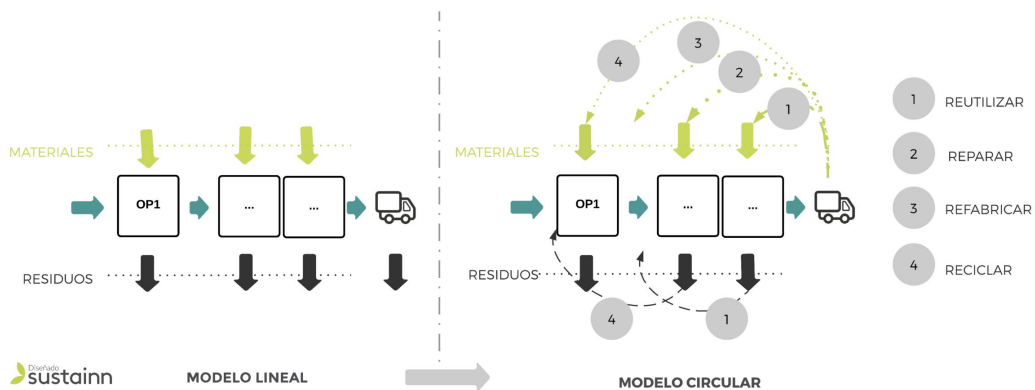 MATERIALES
OP1
...
...
RESIDUOS
MODELO LINEAL
Diseñado
sustainn
4
3
2
1
MATERIALES
OP1
...
...
RESIDUOS
4
1
MODELO CIRCULAR
1 REUTILIZAR
2 REPARAR
3 REFABRICAR
4 RECICLAR